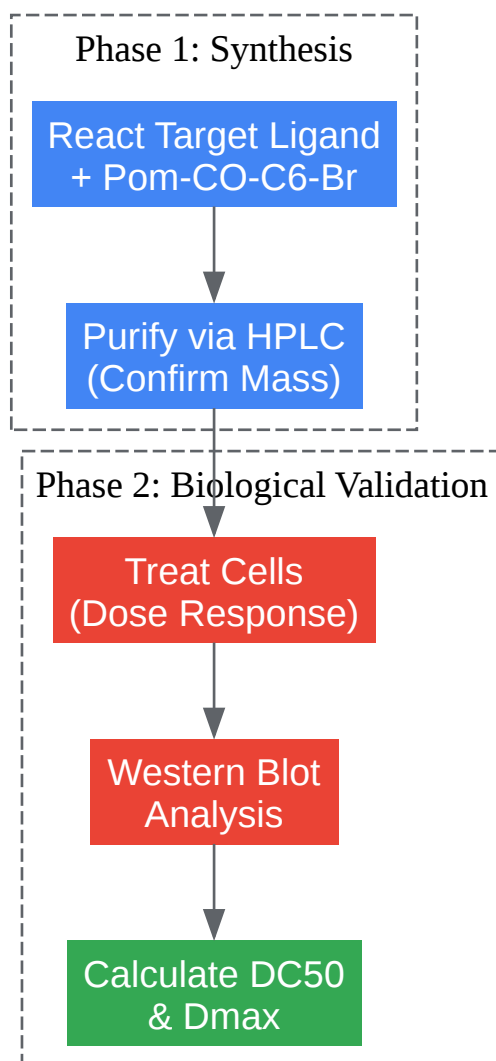 Phase 1: Synthesis
React Target Ligand
+ Pom-CO-C6-Br
Purify via HPLC
(Confirm Mass)
Phase 2: Biological Validation
Treat Cells
(Dose Response)
Western Blot
Analysis
Calculate DC50
& Dmax